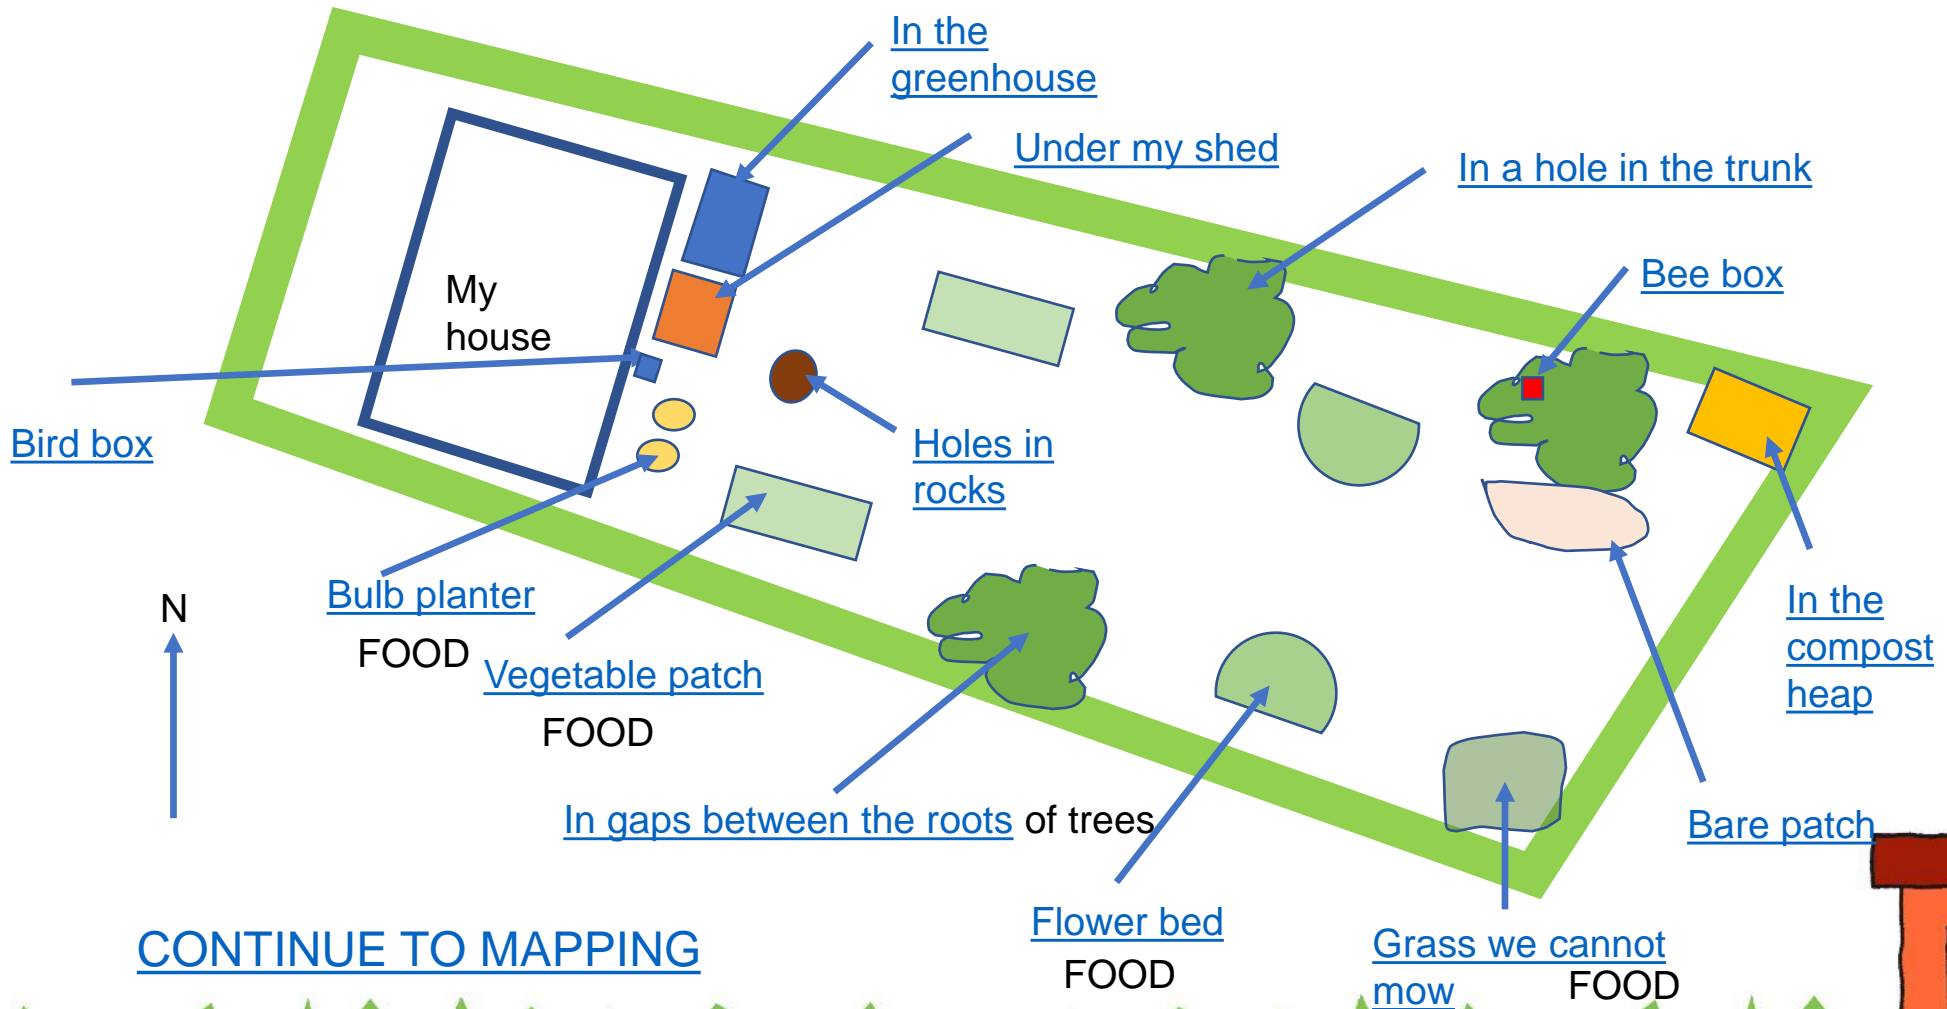 In the
greenhouse
Under my shed
In a hole in the trunk
Bee box
My
house
Bird box
Holes in
rocks
Bulb planter
FOOD
N
Vegetable patch
FOOD
In the
compost
heap
In gaps between the roots of trees
Bare patch
Flower bed
FOOD
Grass we cannot
mow
FOOD
CONTINUE TO MAPPING